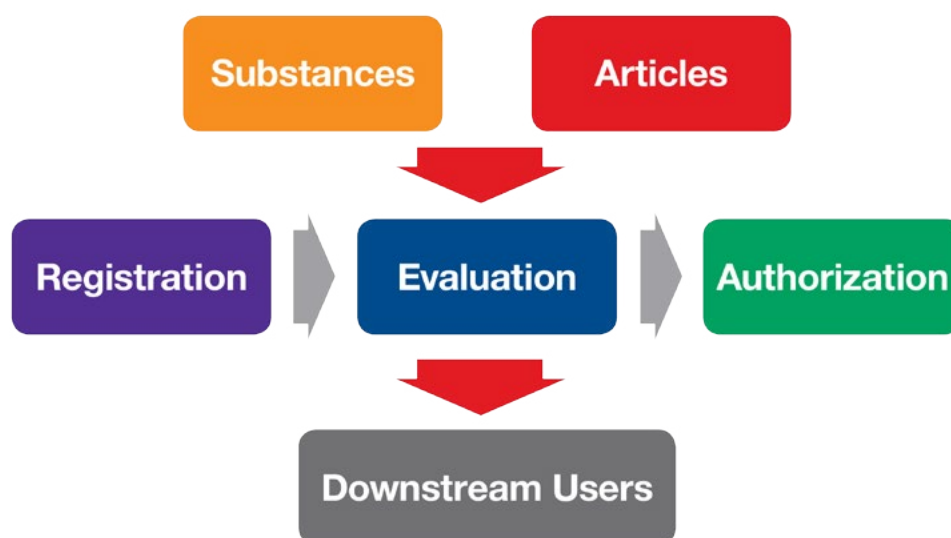 Substances
Articles
Registration
Evaluation
Authorization
Downstream Users